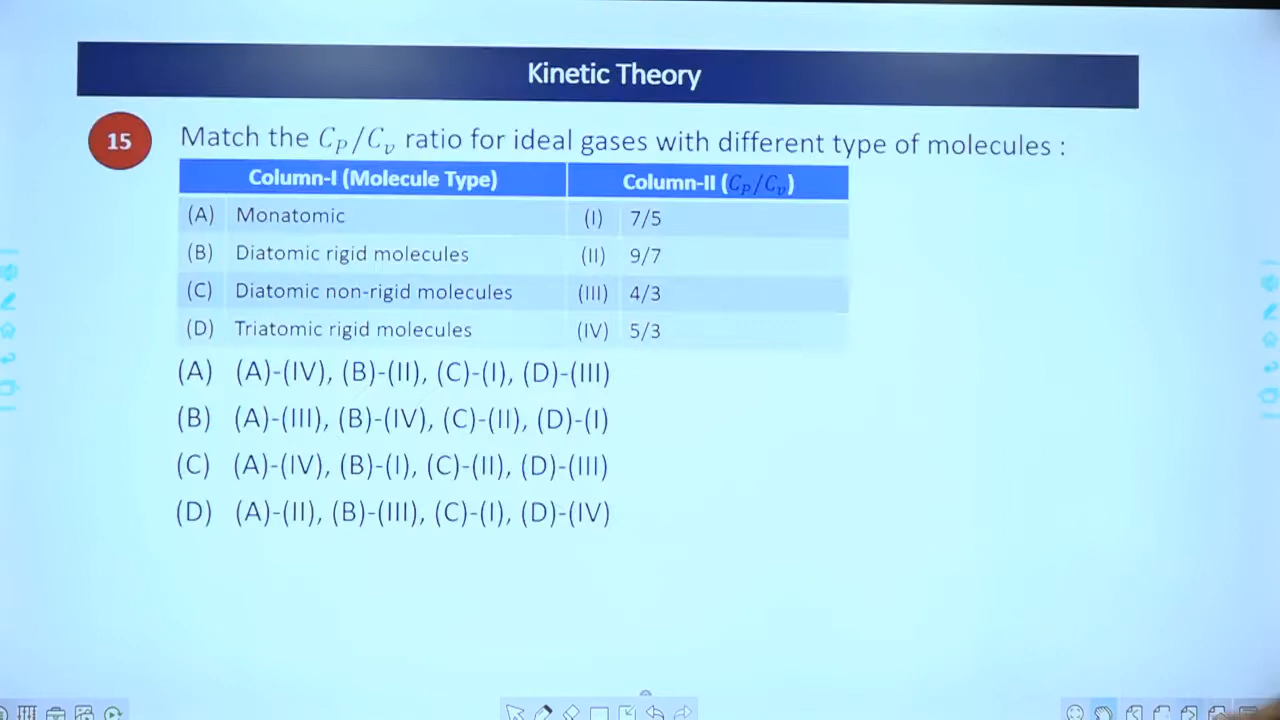 Kinetic Theory
15 Match the C_P/C_v ratio for ideal gases with different type of molecules :
Column-I (Molecule Type) Column-II (C_P/C_v)
(A) Monatomic (I) 7/5
(B) Diatomic rigid molecules (II) 9/7
(C) Diatomic non-rigid molecules (III) 4/3
(D) Triatomic rigid molecules (IV) 5/3
(A) (A)-(IV), (B)-(II), (C)-(I), (D)-(III)
(B) (A)-(III), (B)-(IV), (C)-(II), (D)-(I)
(C) (A)-(IV), (B)-(I), (C)-(II), (D)-(III)
(D) (A)-(II), (B)-(III), (C)-(I), (D)-(IV)